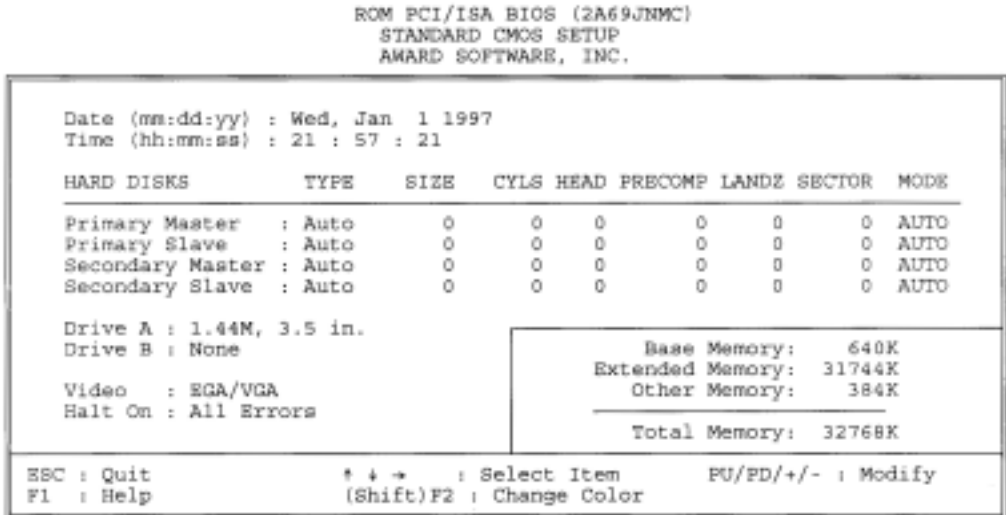 ROM PCI/ISA BIOS (2A69JNMC)
STANDARD CMOS SETUP
AWARD SOFTWARE, INC.
Date (mm:dd:yy) : Wed, Jan 1 1997
Time (hh:mm:ss) : 21 : 57 : 21
HARD DISKS TYPE SIZE CYLS HEAD PRECOMP LANDZ SECTOR MODE
Primary Master : Auto 0 0 0 0 0 0 AUTO
Primary Slave : Auto 0 0 0 0 0 0 AUTO
Secondary Master : Auto 0 0 0 0 0 0 AUTO
Secondary Slave : Auto 0 0 0 0 0 0 AUTO
Drive A : 1.44M, 3.5 in.
Drive B : None
Video : EGA/VGA
Halt On : All Errors
Base Memory: 640K
Extended Memory: 31744K
Other Memory: 384K
Total Memory: 32768K
ESC : Quit ↑ ↓ → : Select Item PU/PD/+/- : Modify
F1 : Help (Shift)F2 : Change Color